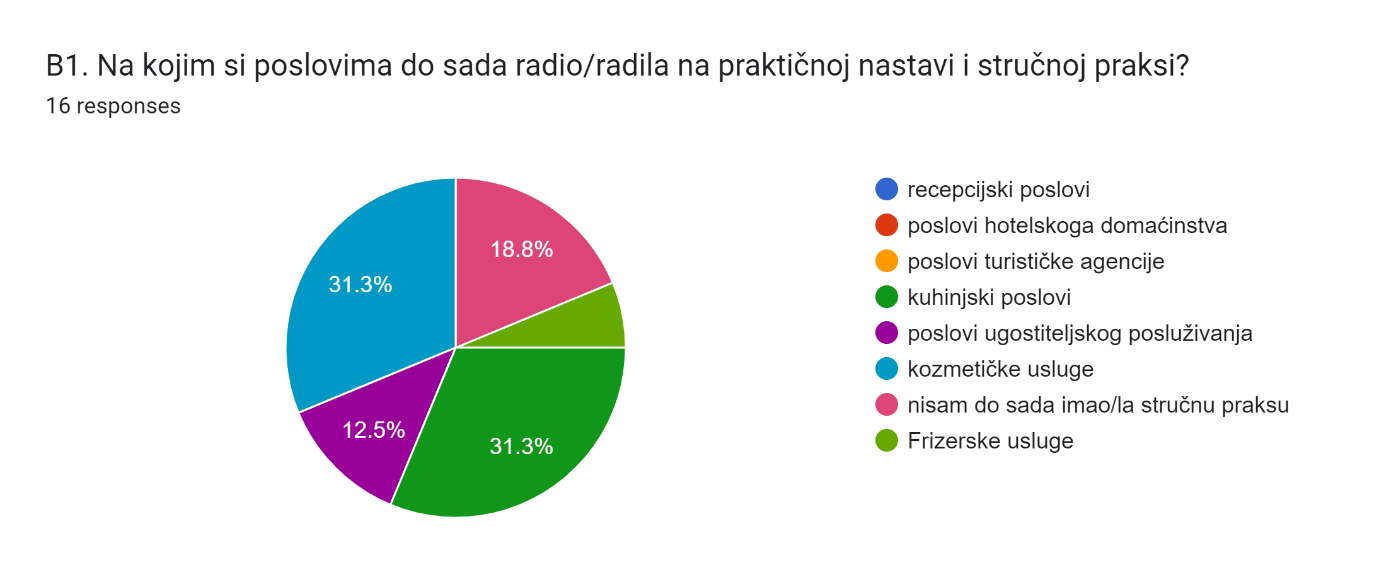 B1. Na kojim si poslovima do sada radio/radila na praktičnoj nastavi i stručnoj praksi?
16 responses
18.8%
31.3%
12.5%
31.3%
recepcijski poslovi
poslovi hotelskoga domaćinstva
poslovi turističke agencije
kuhinjski poslovi
poslovi ugostiteljskog posluživanja
kozmetičke usluge
nisam do sada imao/la stručnu praksu
Frizerske usluge